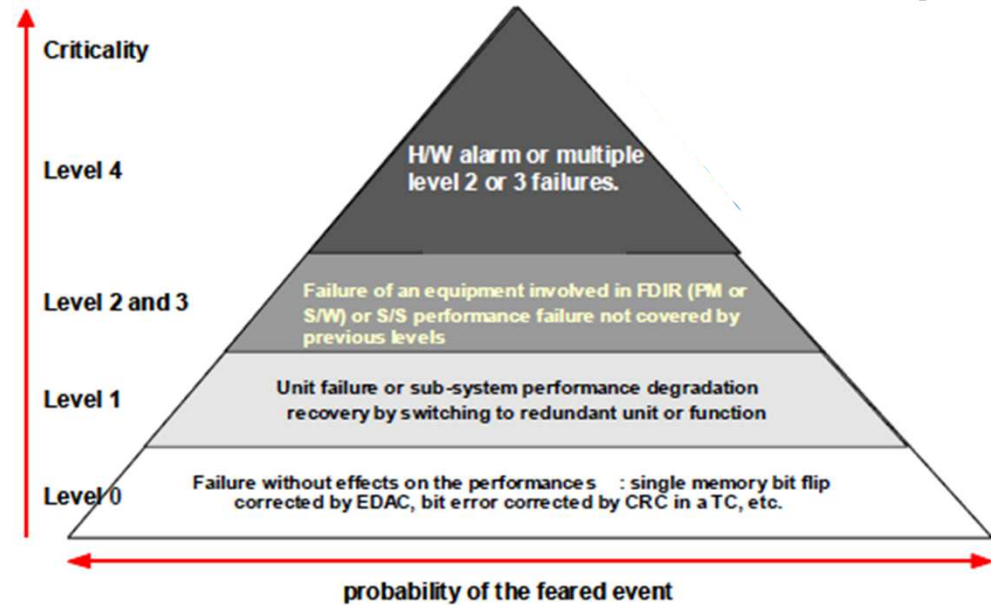 Criticality
Level 4
H/W alarm or multiple
level 2 or 3 failures.
Level 2 and 3
Failure of an equipment involved in FDIR (PM or
S/W) or S/S performance failure not covered by
previous levels
Level 1
Unit failure or sub-system performance degradation
recovery by switching to redundant unit or function
Level 0
Failure without effects on the performances : single memory bit flip
corrected by EDAC, bit error corrected by CRC in a TC, etc.
probability of the feared event